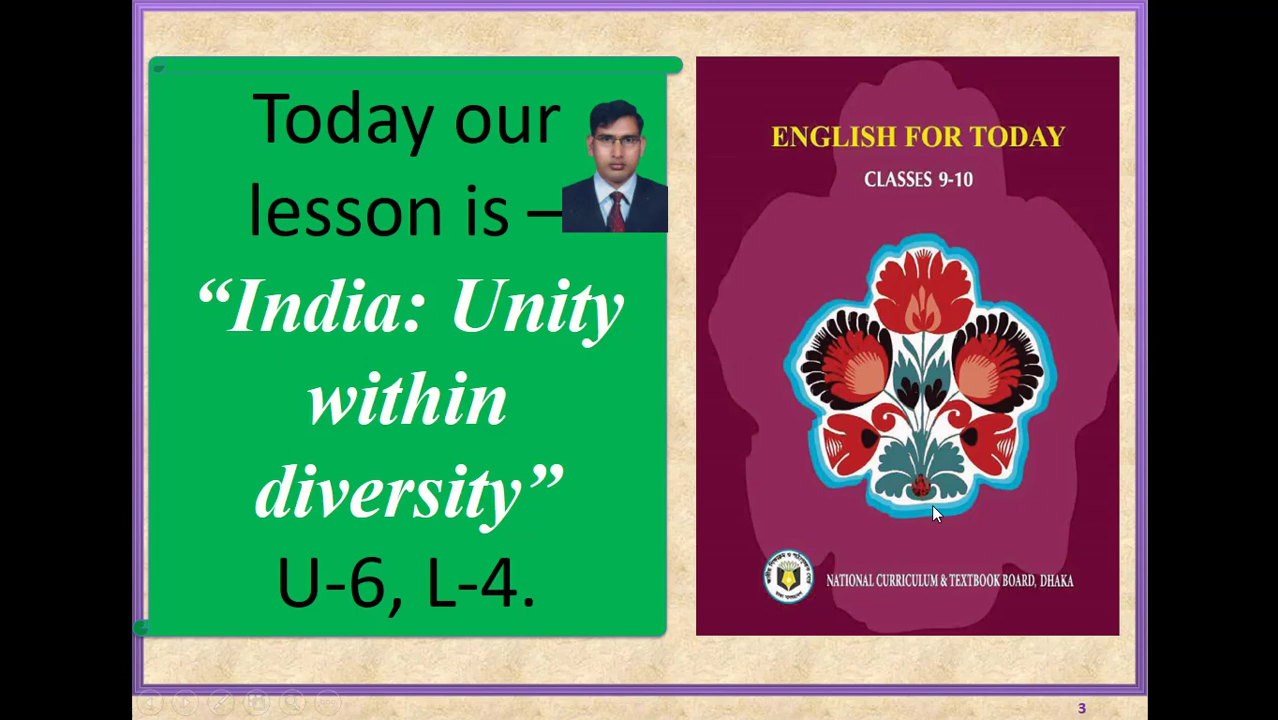 Today our
lesson is –
“India: Unity
within
diversity”
U-6, L-4.
ENGLISH FOR TODAY
CLASSES 9-10
NATIONAL CURRICULUM & TEXTBOOK BOARD, DHAKA
3